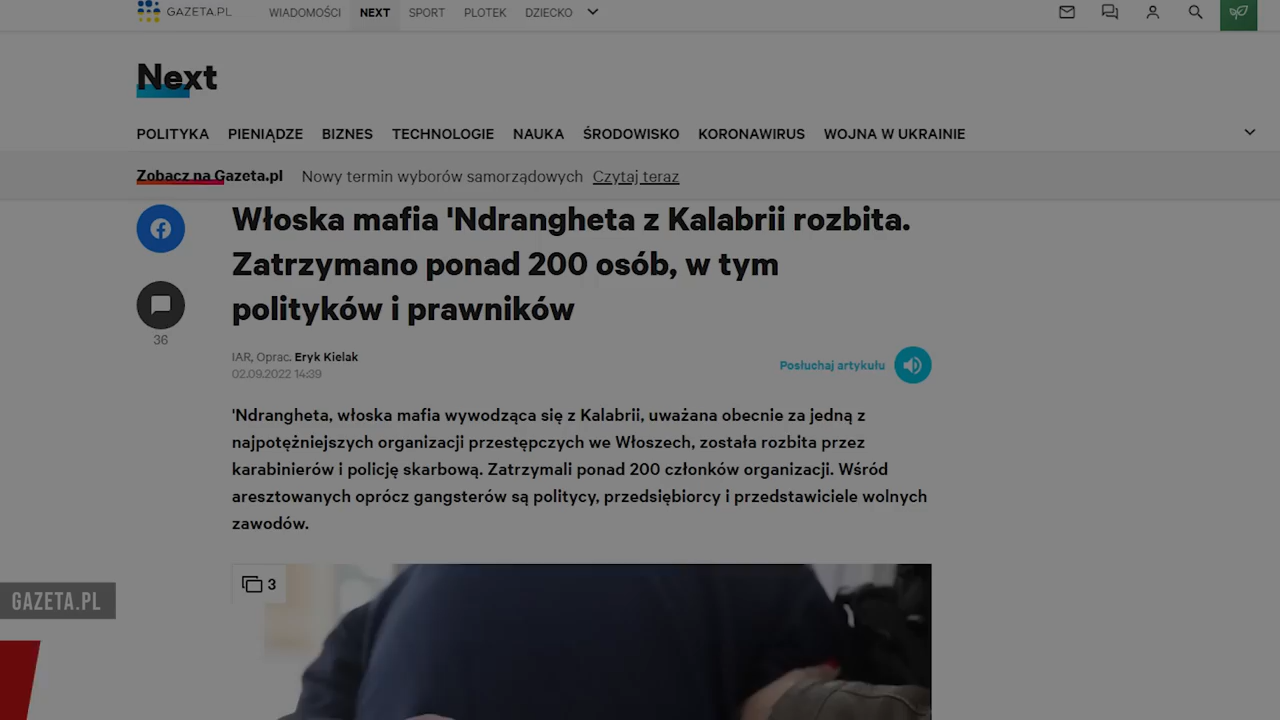 GAZETA.PL
WIADOMOŚCI NEXT SPORT PLOTEK DZIECKO
Next
POLITYKA PIENIĄDZE BIZNES TECHNOLOGIE NAUKA ŚRODOWISKO KORONAWIRUS WOJNA W UKRAINIE
Zobacz na Gazeta.pl Nowy termin wyborów samorządowych Czytaj teraz
Włoska mafia 'Ndrangheta z Kalabrii rozbita.
Zatrzymano ponad 200 osób, w tym
polityków i prawników
36
IAR, Oprac. Eryk Kielak
02.09.2022 14:39
Posłuchaj artykułu
'Ndrangheta, włoska mafia wywodząca się z Kalabrii, uważana obecnie za jedną z
najpotężniejszych organizacji przestępczych we Włoszech, została rozbita przez
karabinierów i policję skarbową. Zatrzymali ponad 200 członków organizacji. Wśród
aresztowanych oprócz gangsterów są politycy, przedsiębiorcy i przedstawiciele wolnych
zawodów.
3
GAZETA.PL